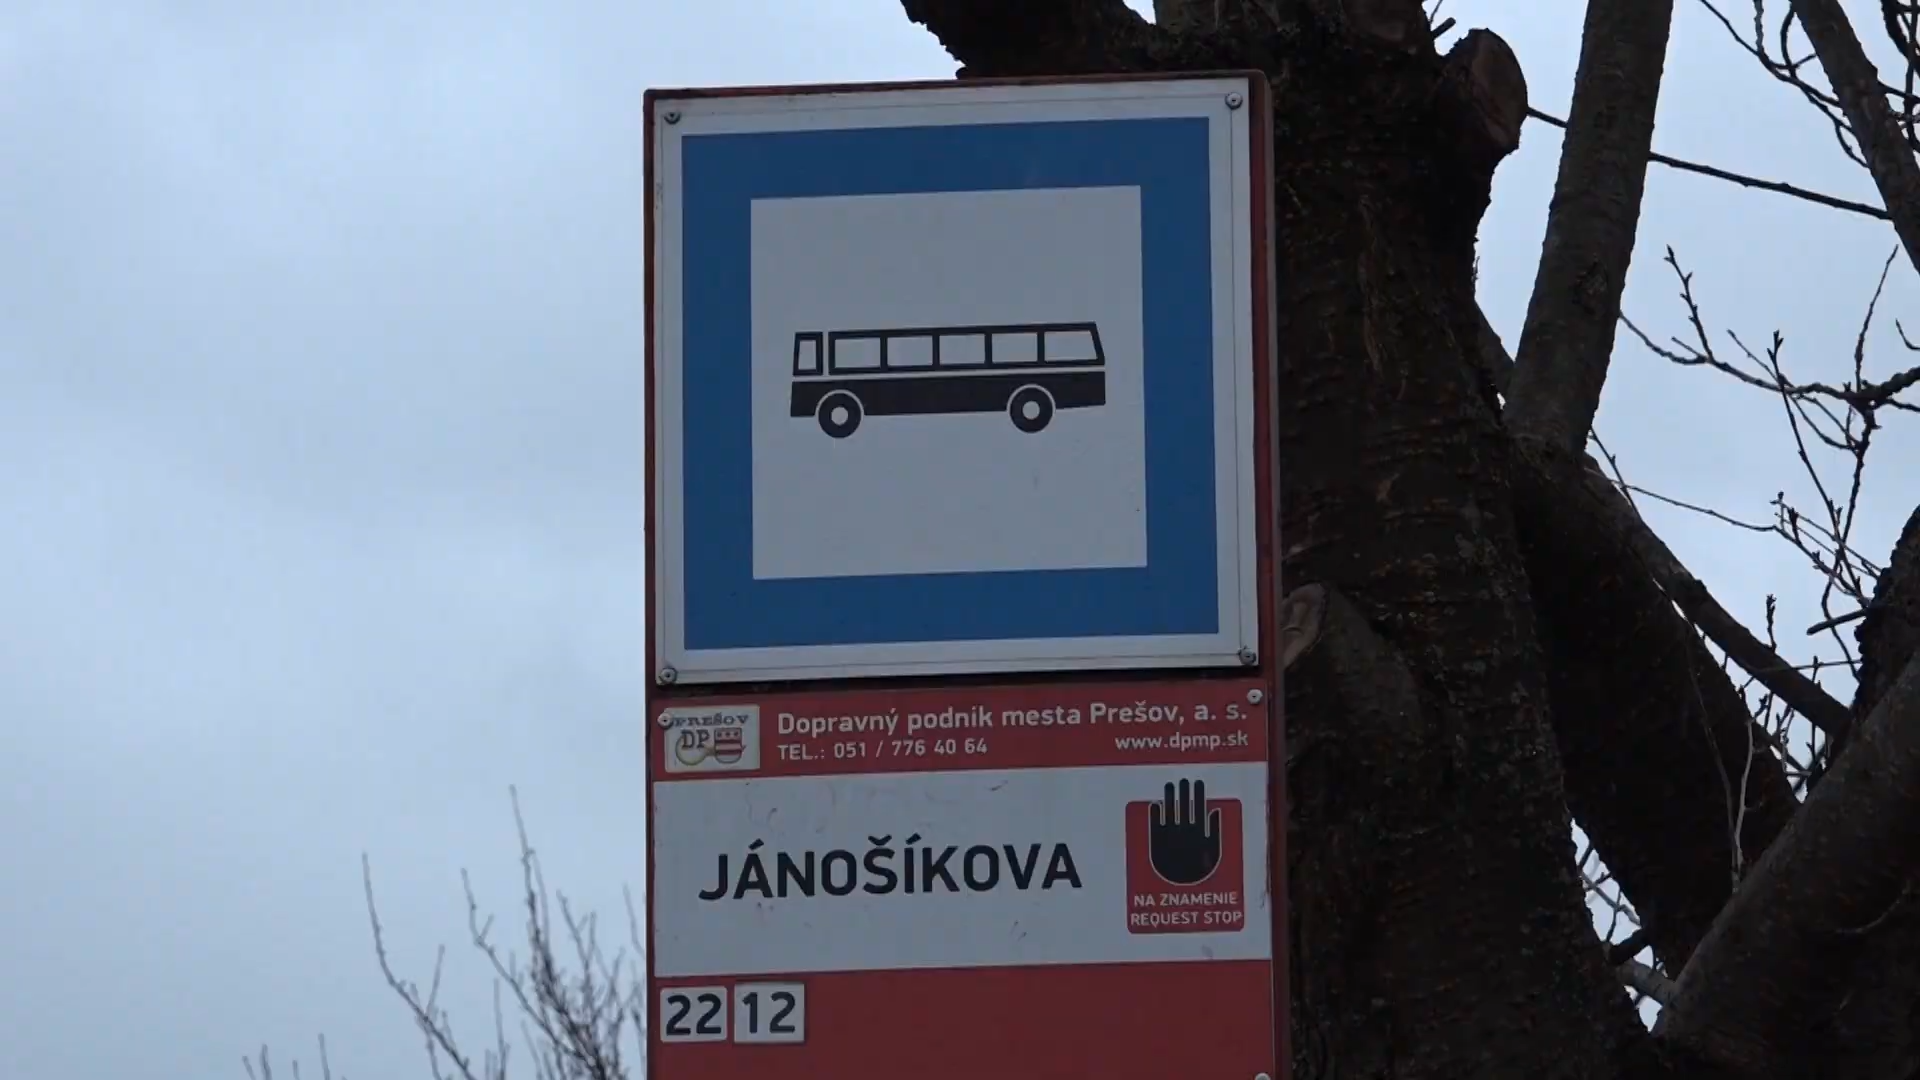 PREŠOV
DP
Dopravný podnik mesta Prešov, a. s.
TEL.: 051 / 776 40 64 www.dpmp.sk
JÁNOŠÍKOVA
NA ZNAMENIE
REQUEST STOP
22 12